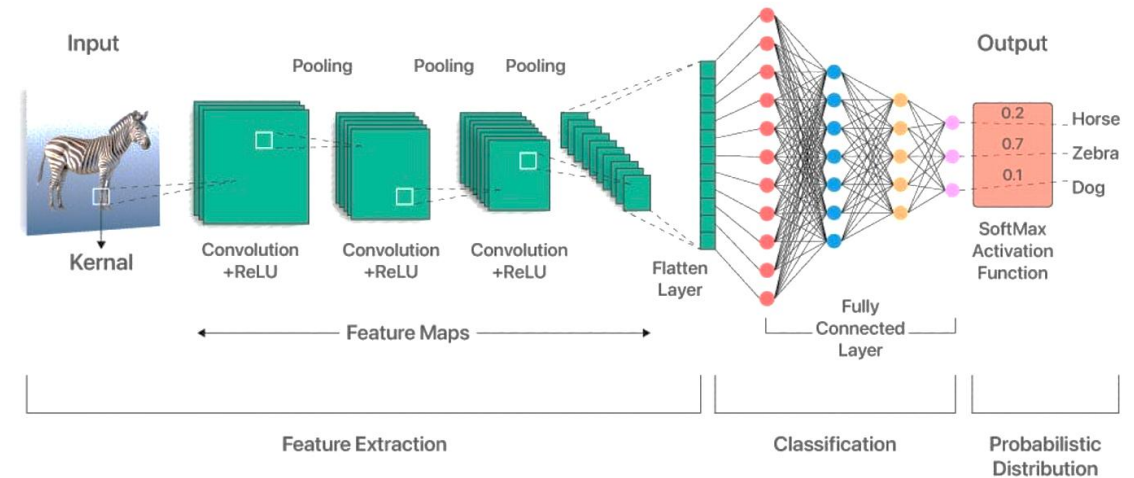 Input
Output
Pooling
Pooling
Pooling
0.2
Horse
0.7
Zebra
0.1
Dog
Kernal
Convolution
+ReLU
Convolution
+ReLU
Convolution
+ReLU
Flatten
Layer
SoftMax
Activation
Function
Feature Maps
Fully
Connected
Layer
Feature Extraction
Classification
Probabilistic
Distribution